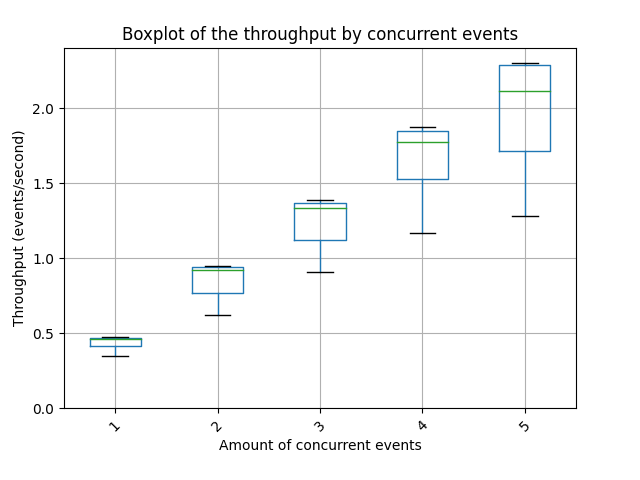 Boxplot of the throughput by concurrent events
Throughput (events/second)
2.0
1.5
1.0
0.5
0.0
1 2 3 4 5
Amount of concurrent events